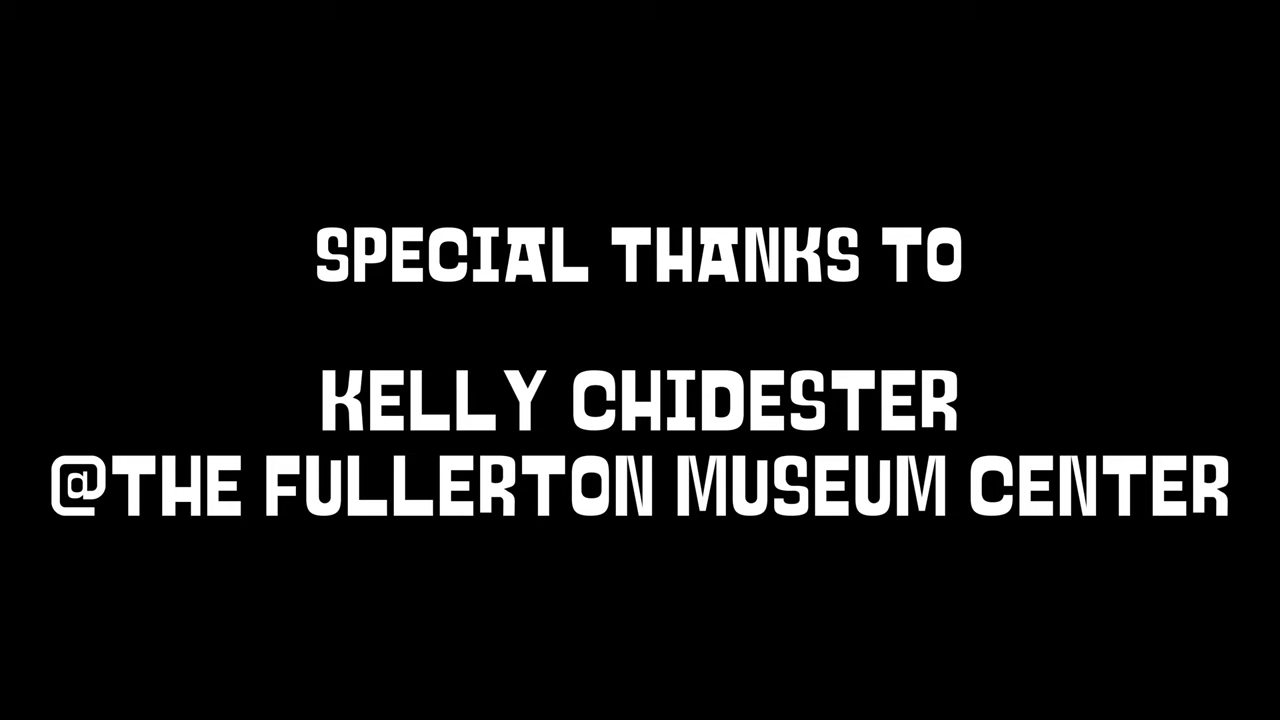 SPECIAL THANKS TO
KELLY CHIDESTER
@THE FULLERTON MUSEUM CENTER